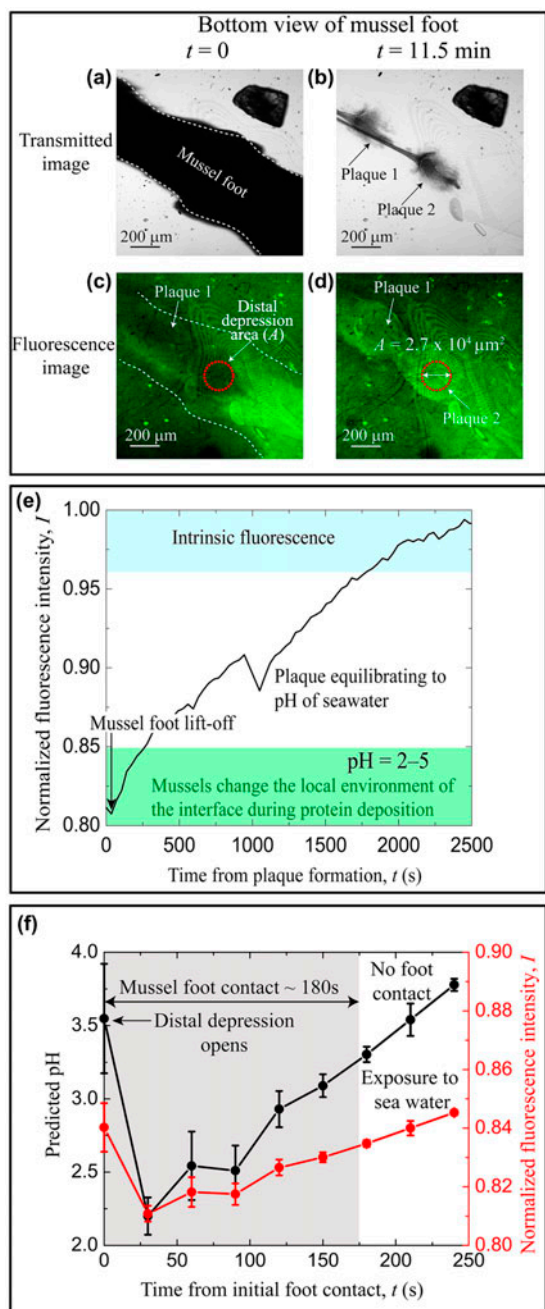 Bottom view of mussel foot
t = 0
t = 11.5 min
(a)
(b)
Transmitted
image
Mussel foot
Plaque 1
Plaque 2
200 μm
200 μm
(c)
(d)
Fluorescence
image
Plaque 1
Distal
depression
area (A)
200 μm
Plaque 1
A = 2.7 x 10⁴ μm²
Plaque 2
200 μm
(e)
Normalized fluorescence intensity, I
1.00
0.95
0.90
0.85
0.80
Intrinsic fluorescence
Plaque equilibrating to
pH of seawater
Mussel foot lift-off
pH = 2–5
Mussels change the local environment of
the interface during protein deposition
0 500 1000 1500 2000 2500
Time from plaque formation, t (s)
(f)
Predicted pH
4.0
3.5
3.0
2.5
2.0
Mussel foot contact ~ 180s
Distal depression
opens
No foot
contact
Exposure to
sea water
0.90
0.88
0.86
0.84
0.82
0.80
Normalized fluorescence intensity, I
0 50 100 150 200 250
Time from initial foot contact, t (s)